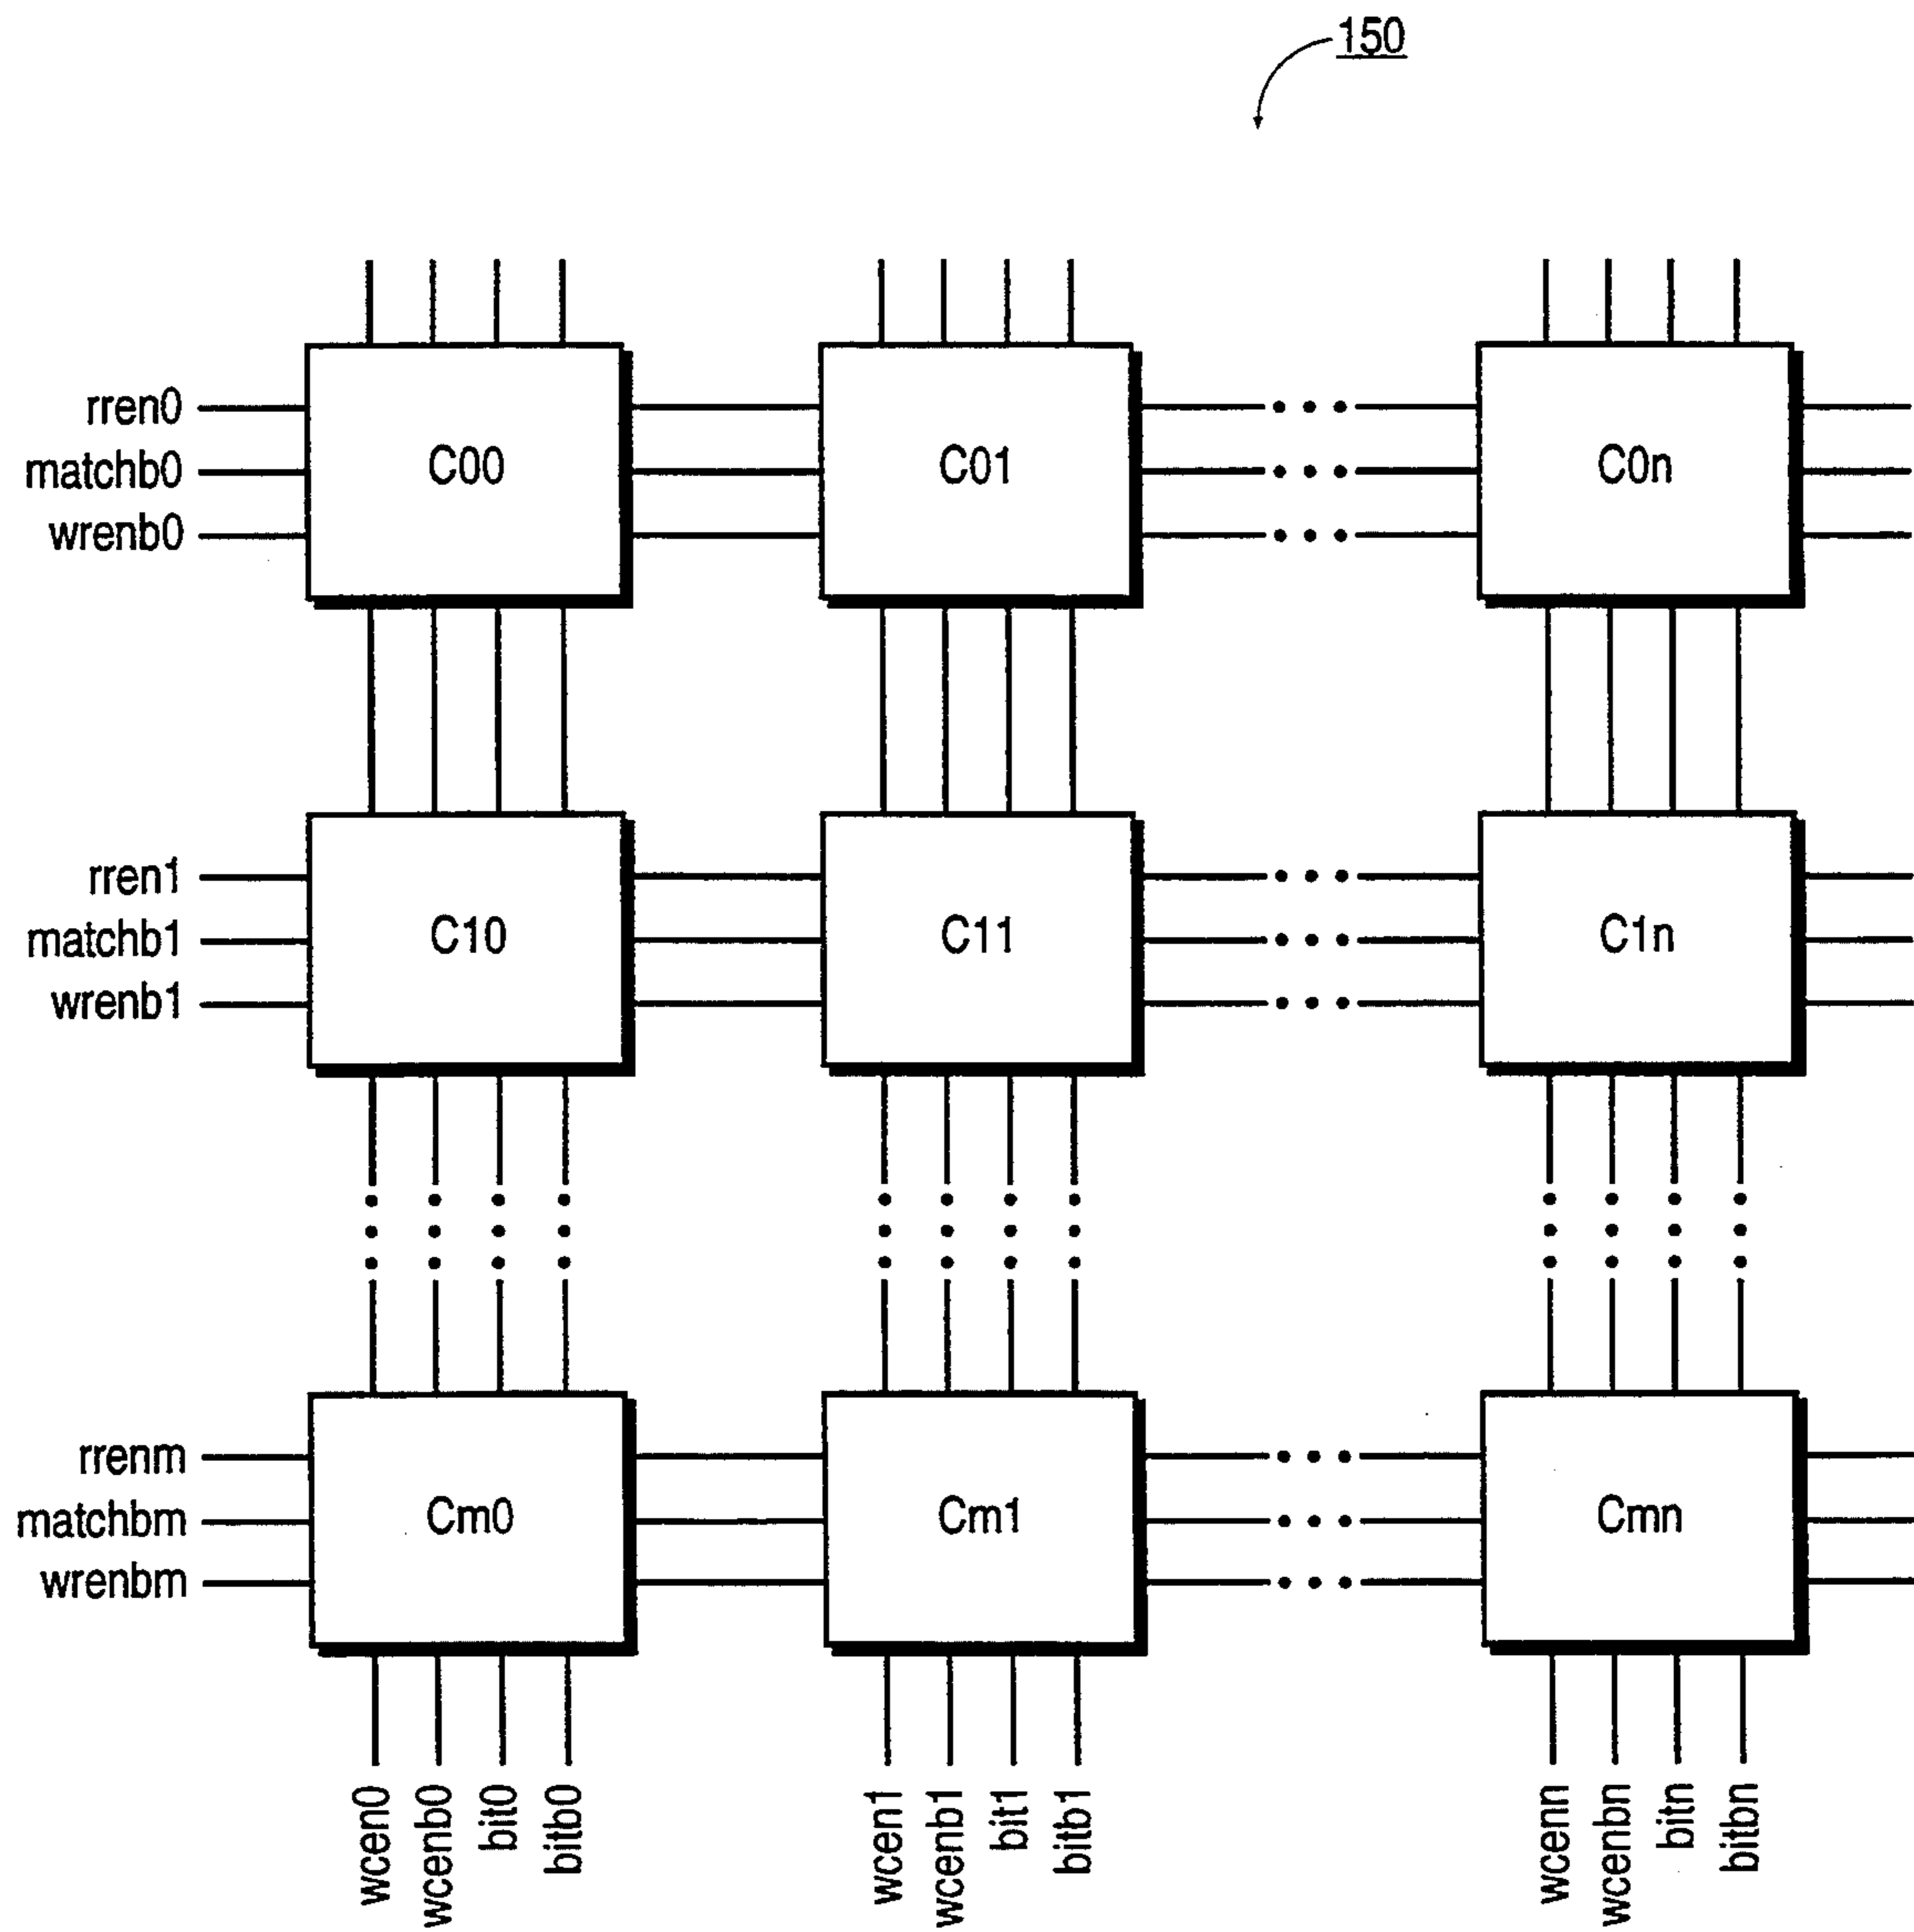 150
rren0
matchb0
wrenb0
C00
C01
C0n
rren1
matchb1
wrenb1
C10
C11
C1n
rrenm
matchbm
wrenbm
Cm0
Cm1
Cmn
wcen0
wcenb0
bit0
bitb0
wcen1
wcenb1
bit1
bitb1
wcenn
wcenbn
bitn
bitbn